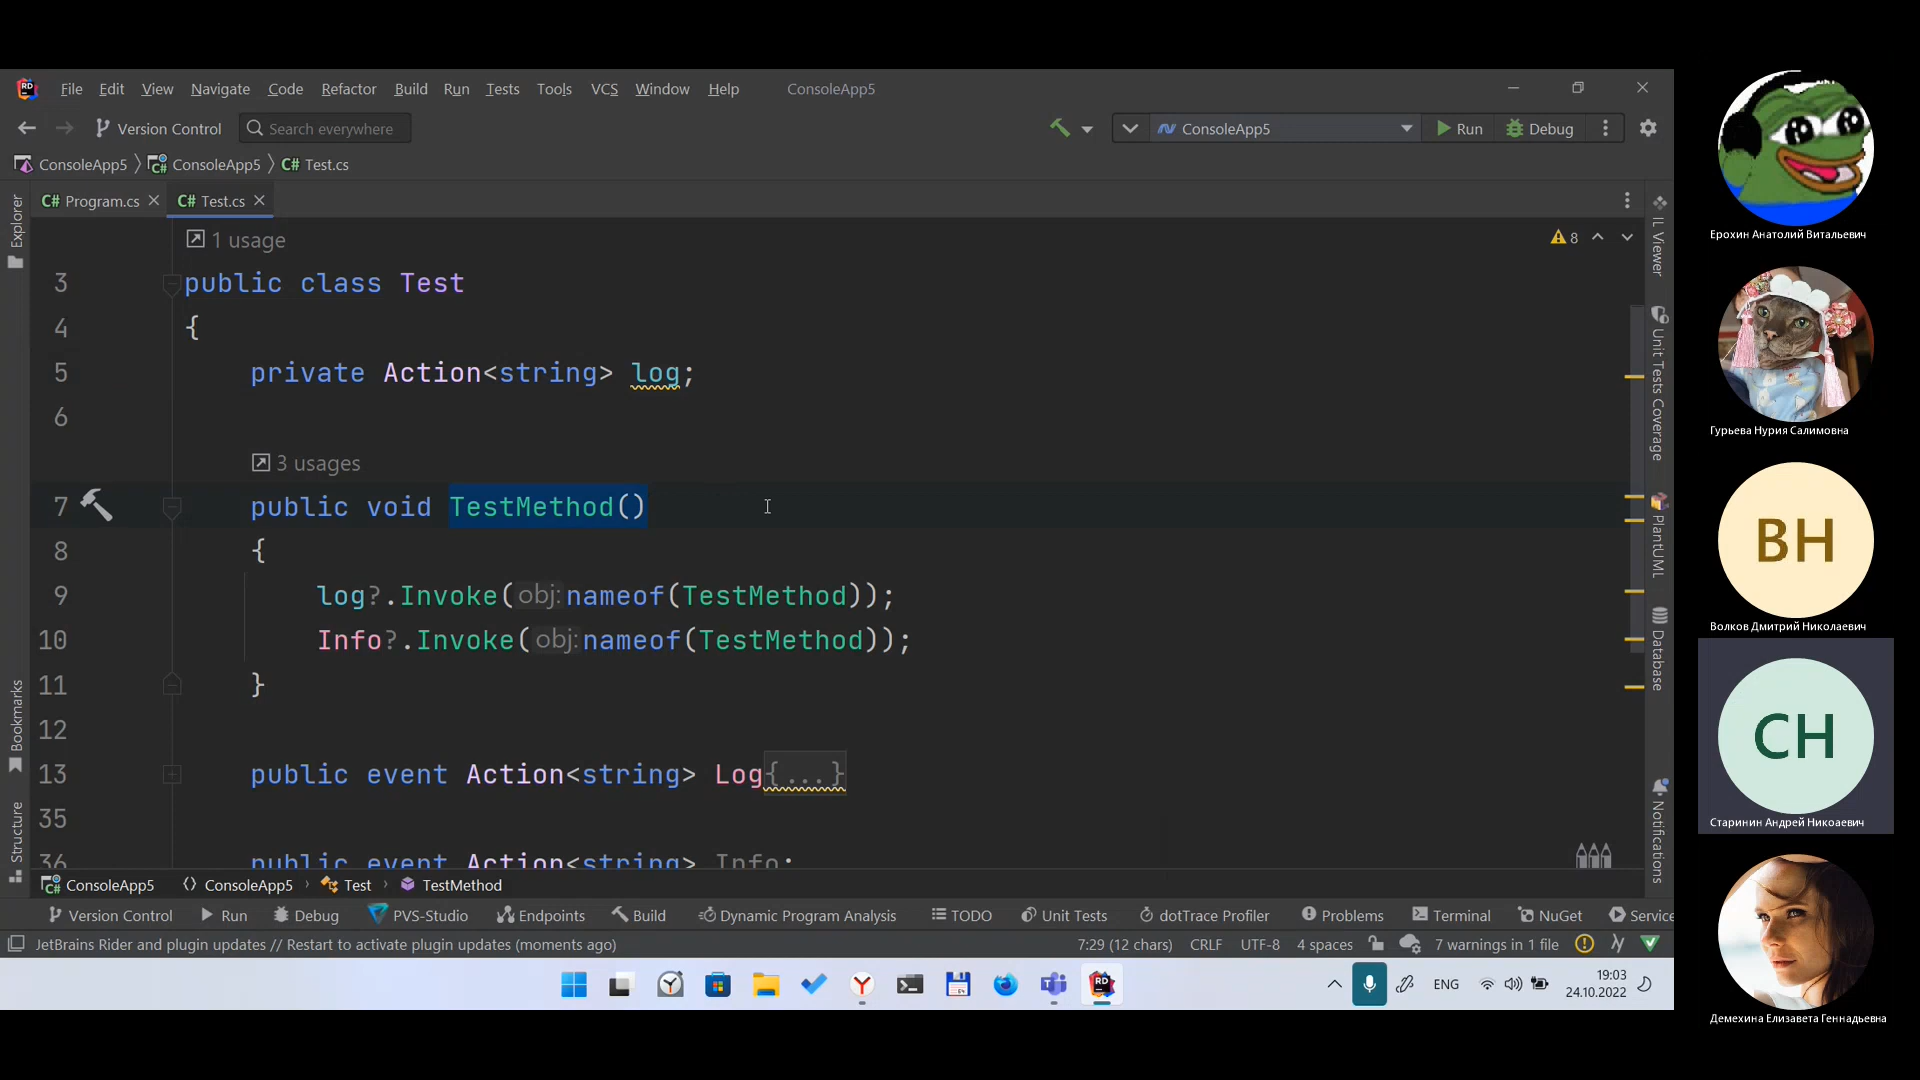 File Edit View Navigate Code Refactor Build Run Tests Tools VCS Window Help ConsoleApp5
Version Control Search everywhere ConsoleApp5 Run Debug
ConsoleApp5 ConsoleApp5 C# Test.cs
C# Program.cs C# Test.cs
1 usage
8
3 public class Test
4 {
5 private Action<string> log;
6
3 usages
7 public void TestMethod()
8 {
9 log?.Invoke(obj:nameof(TestMethod));
10 Info?.Invoke(obj:nameof(TestMethod));
11 }
12
13 public event Action<string> Log{...}
35
36 public event Action<string> Info;
Explorer
Bookmarks
Structure
IL Viewer
Unit Tests Coverage
PlantUML
Database
Notifications
ConsoleApp5 ConsoleApp5 Test TestMethod
Version Control Run Debug PVS-Studio Endpoints Build Dynamic Program Analysis TODO Unit Tests dotTrace Profiler Problems Terminal NuGet Service
JetBrains Rider and plugin updates // Restart to activate plugin updates (moments ago) 7:29 (12 chars) CRLF UTF-8 4 spaces 7 warnings in 1 file
ENG 19:03
24.10.2022
Ерохин Анатолий Витальевич
Гурьева Нурия Салимовна
ВН
Волков Дмитрий Николаевич
СН
Старинин Андрей Никоаевич
Демехина Елизавета Геннадьевна